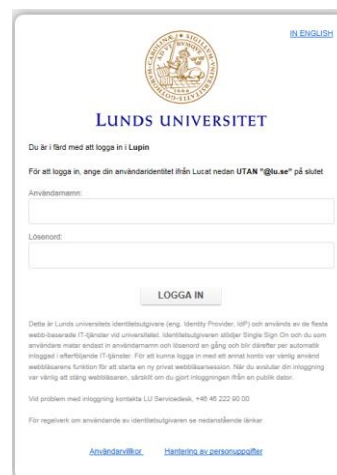 IN ENGLISH
LUNDS UNIVERSITET
Du är i färd med att logga in i Lupin
För att logga in, ange din användaridentitet ifrån Lucat nedan UTAN "@lu.se" på slutet
Användarnamn:
Lösenord:
LOGGA IN
Detta är Lunds universitets identitetsutgivare (eng. Identity Provider, IdP) och används av de flesta
webb-baserade IT-tjänster vid universitetet. Identitetsutgivaren stödjer Single Sign On och du som
användare matar endast in användarnamn och lösenord en gång och blir därefter per automatik
inloggad i efterföljande IT-tjänster. För att kunna logga in med ett annat konto var vänlig använd
webbläsarens funktion för att starta en ny privat webbläsarsession. När du avslutar din inloggning
var vänlig att stäng webbläsaren, särskilt om du gjort inloggningen ifrån en publik dator.
Vid problem med inloggning kontakta LU Servicedesk, +46 46 222 90 00
För regelverk om användande av identitetsutgivaren se nedanstående länkar
Användarvillkor Hantering av personuppgifter